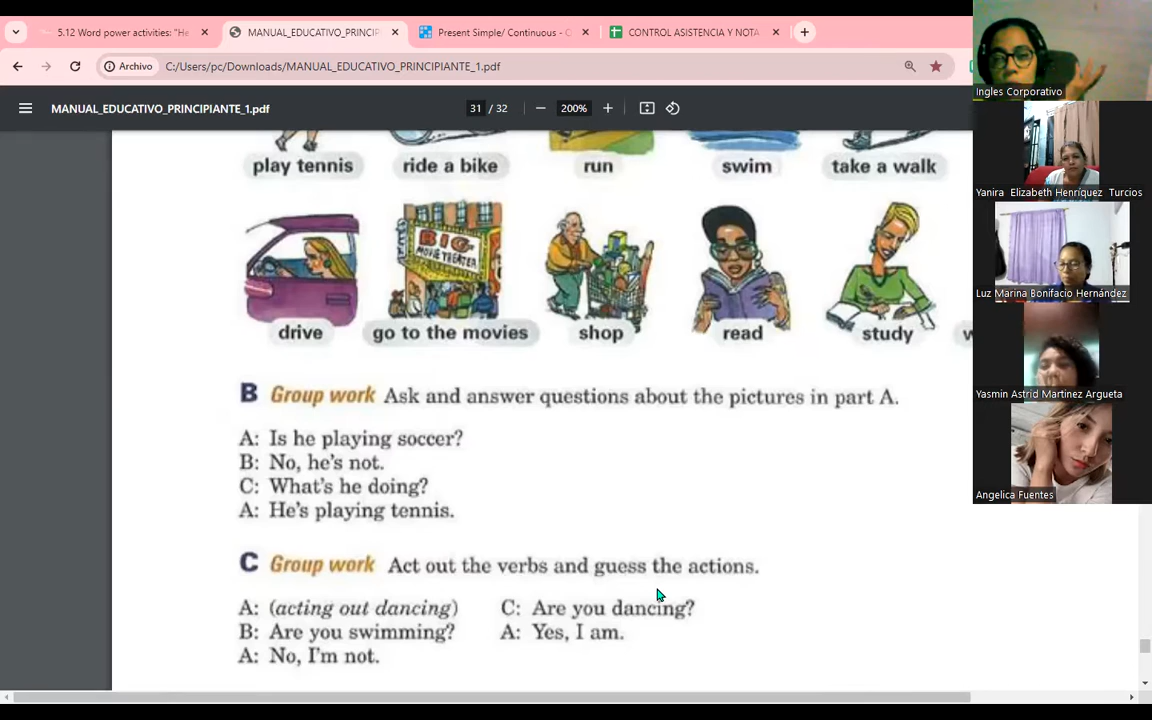 5.12 Word power activities: "He
MANUAL_EDUCATIVO_PRINCIPI
Present Simple/ Continuous - C
CONTROL ASISTENCIA Y NOTA
Archivo
C:/Users/pc/Downloads/MANUAL_EDUCATIVO_PRINCIPIANTE_1.pdf
MANUAL_EDUCATIVO_PRINCIPIANTE_1.pdf
31 / 32
200%
play tennis
ride a bike
run
swim
take a walk
BIG
MOVIE THEATER
drive
go to the movies
shop
read
study
w
B Group work Ask and answer questions about the pictures in part A.
A: Is he playing soccer?
B: No, he's not.
C: What's he doing?
A: He's playing tennis.
C Group work Act out the verbs and guess the actions.
A: (acting out dancing)
B: Are you swimming?
A: No, I'm not.
C: Are you dancing?
A: Yes, I am.
Ingles Corporativo
Yanira Elizabeth Henríquez Turcios
Luz Marina Bonifacio Hernández
Yasmin Astrid Martinez Argueta
Angelica Fuentes